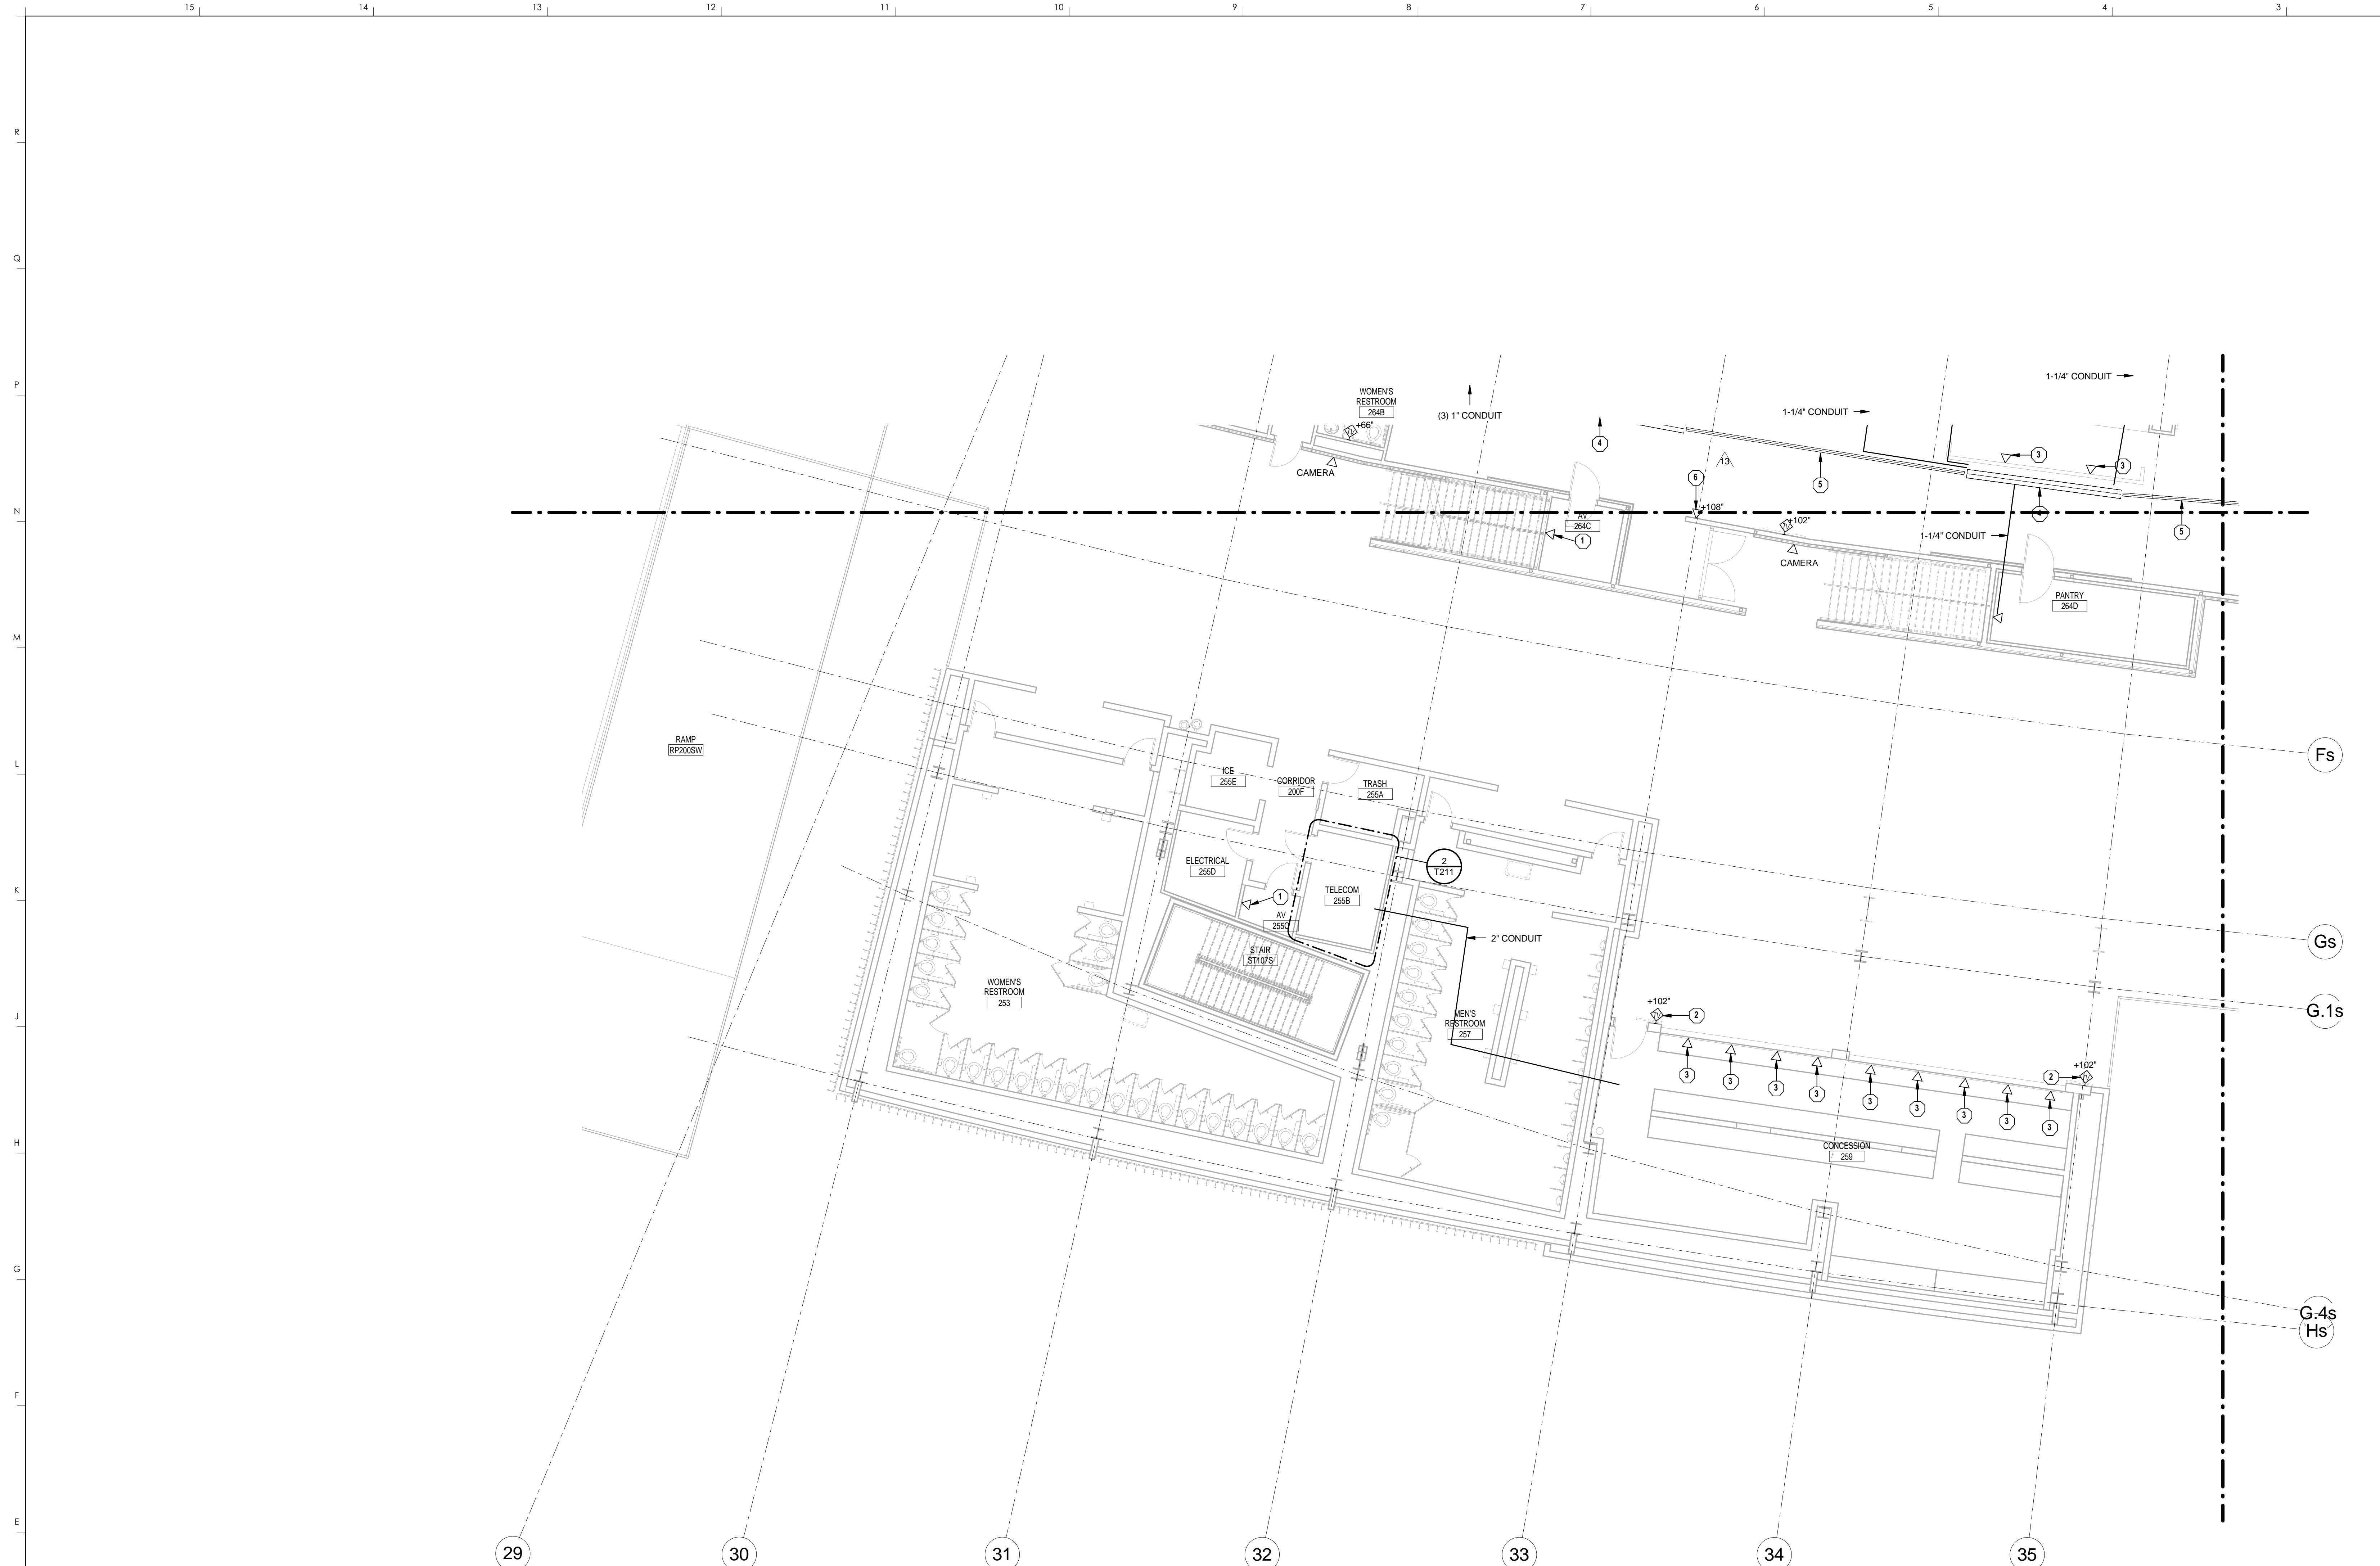 15
14
13
12
11
10
9
8
7
6
5
4
3
R
Q
P
N
M
L
K
J
H
G
F
E
1-1/4" CONDUIT
WOMEN'S
RESTROOM
264B
+66"
(3) 1" CONDUIT
1-1/4" CONDUIT
4
13
3
3
CAMERA
6
5
+108"
AV
264C
1
+102"
4
5
1-1/4" CONDUIT
CAMERA
PANTRY
264D
RAMP
RP200SW
Fs
ICE
255E
CORRIDOR
200F
TRASH
255A
ELECTRICAL
255D
2
T211
TELECOM
255B
1
AV
255C
2" CONDUIT
Gs
STAIR
ST107S
WOMEN'S
RESTROOM
253
MEN'S
RESTROOM
257
+102"
TV
2
G.1s
3
3
3
3
3
3
3
3
3
+102"
2
TV
CONCESSION
259
G.4s
Hs
29
30
31
32
33
34
35